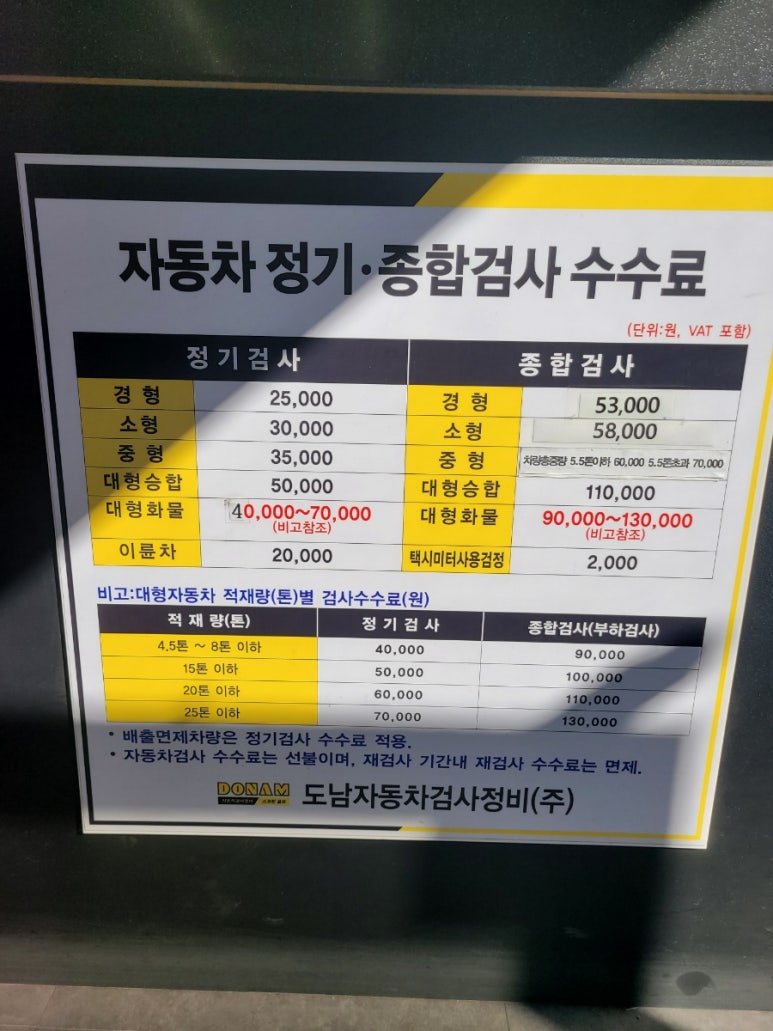 자동차 정기·종합검사 수수료
(단위:원, VAT 포함)
정기검사 종합검사
경 형 25,000 경 형 53,000
소형 30,000 소형 58,000
중 형 35,000 중 형 차량총중량 5.5톤이하 60,000 5.5톤초과 70,000
대형승합 50,000 대형승합 110,000
대형화물 40,000~70,000 대형화물 90,000~130,000
(비고참조) (비고참조)
이륜차 20,000 택시미터사용검정 2,000
비고:대형자동차 적재량(톤)별 검사수수료(원)
적 재 량(톤) 정 기 검 사 종합검사(부하검사)
4.5톤 ~ 8톤 이하 40,000 90,000
15톤 이하 50,000 100,000
20톤 이하 60,000 110,000
25톤 이하 70,000 130,000
* 배출면제차량은 정기검사 수수료 적용.
* 자동차검사 수수료는 선불이며, 재검사 기간내 재검사 수수료는 면제.
DONAM 도남자동차검사정비(주)